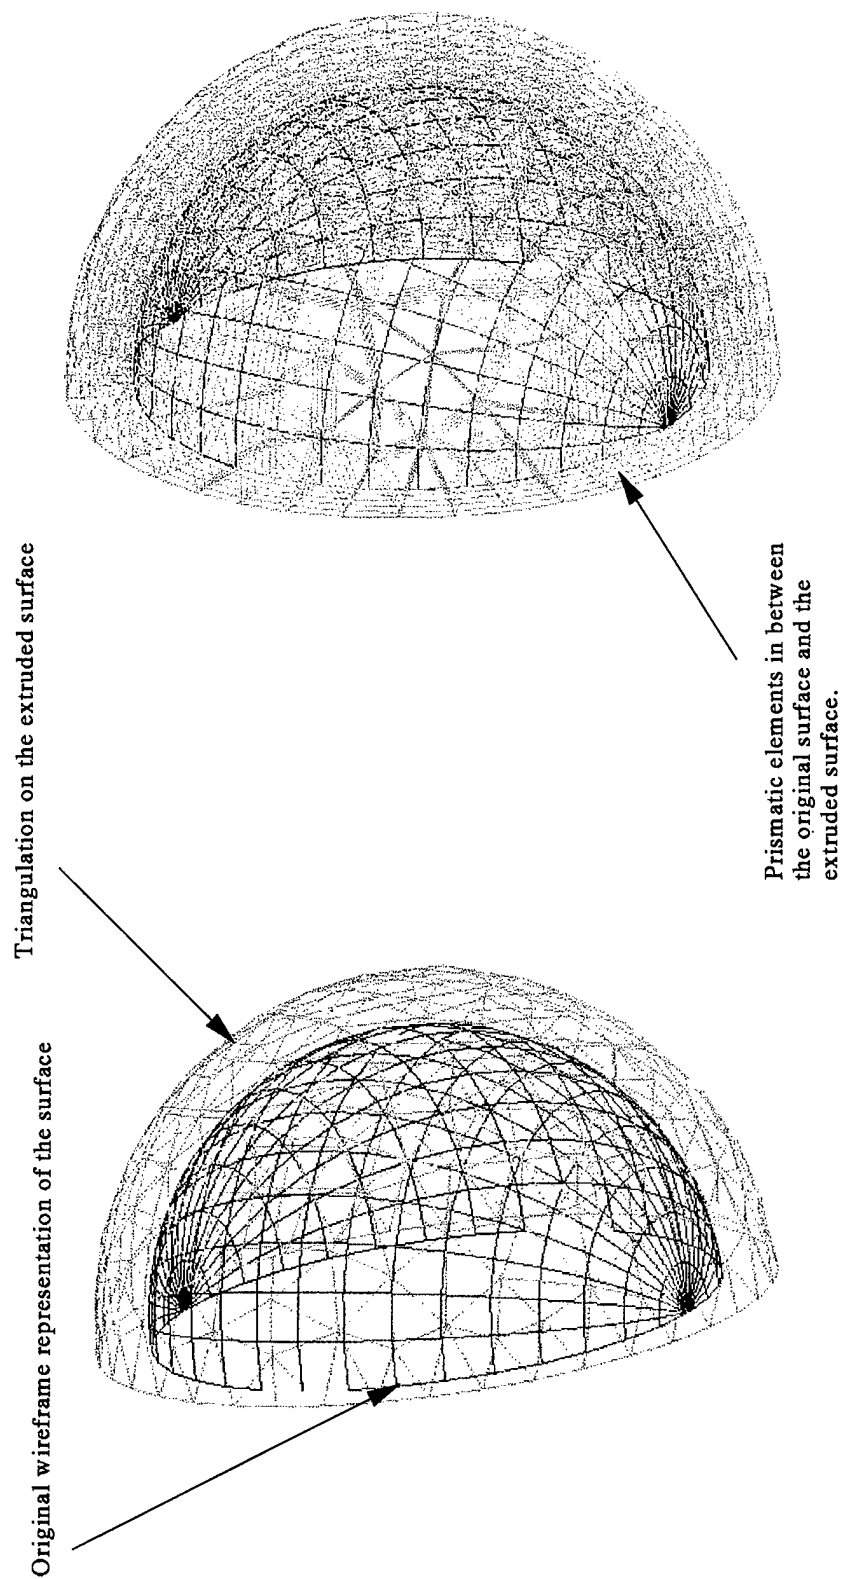 Original wireframe representation of the surface
Triangulation on the extruded surface
Prismatic elements in between
the original surface and the
extruded surface.